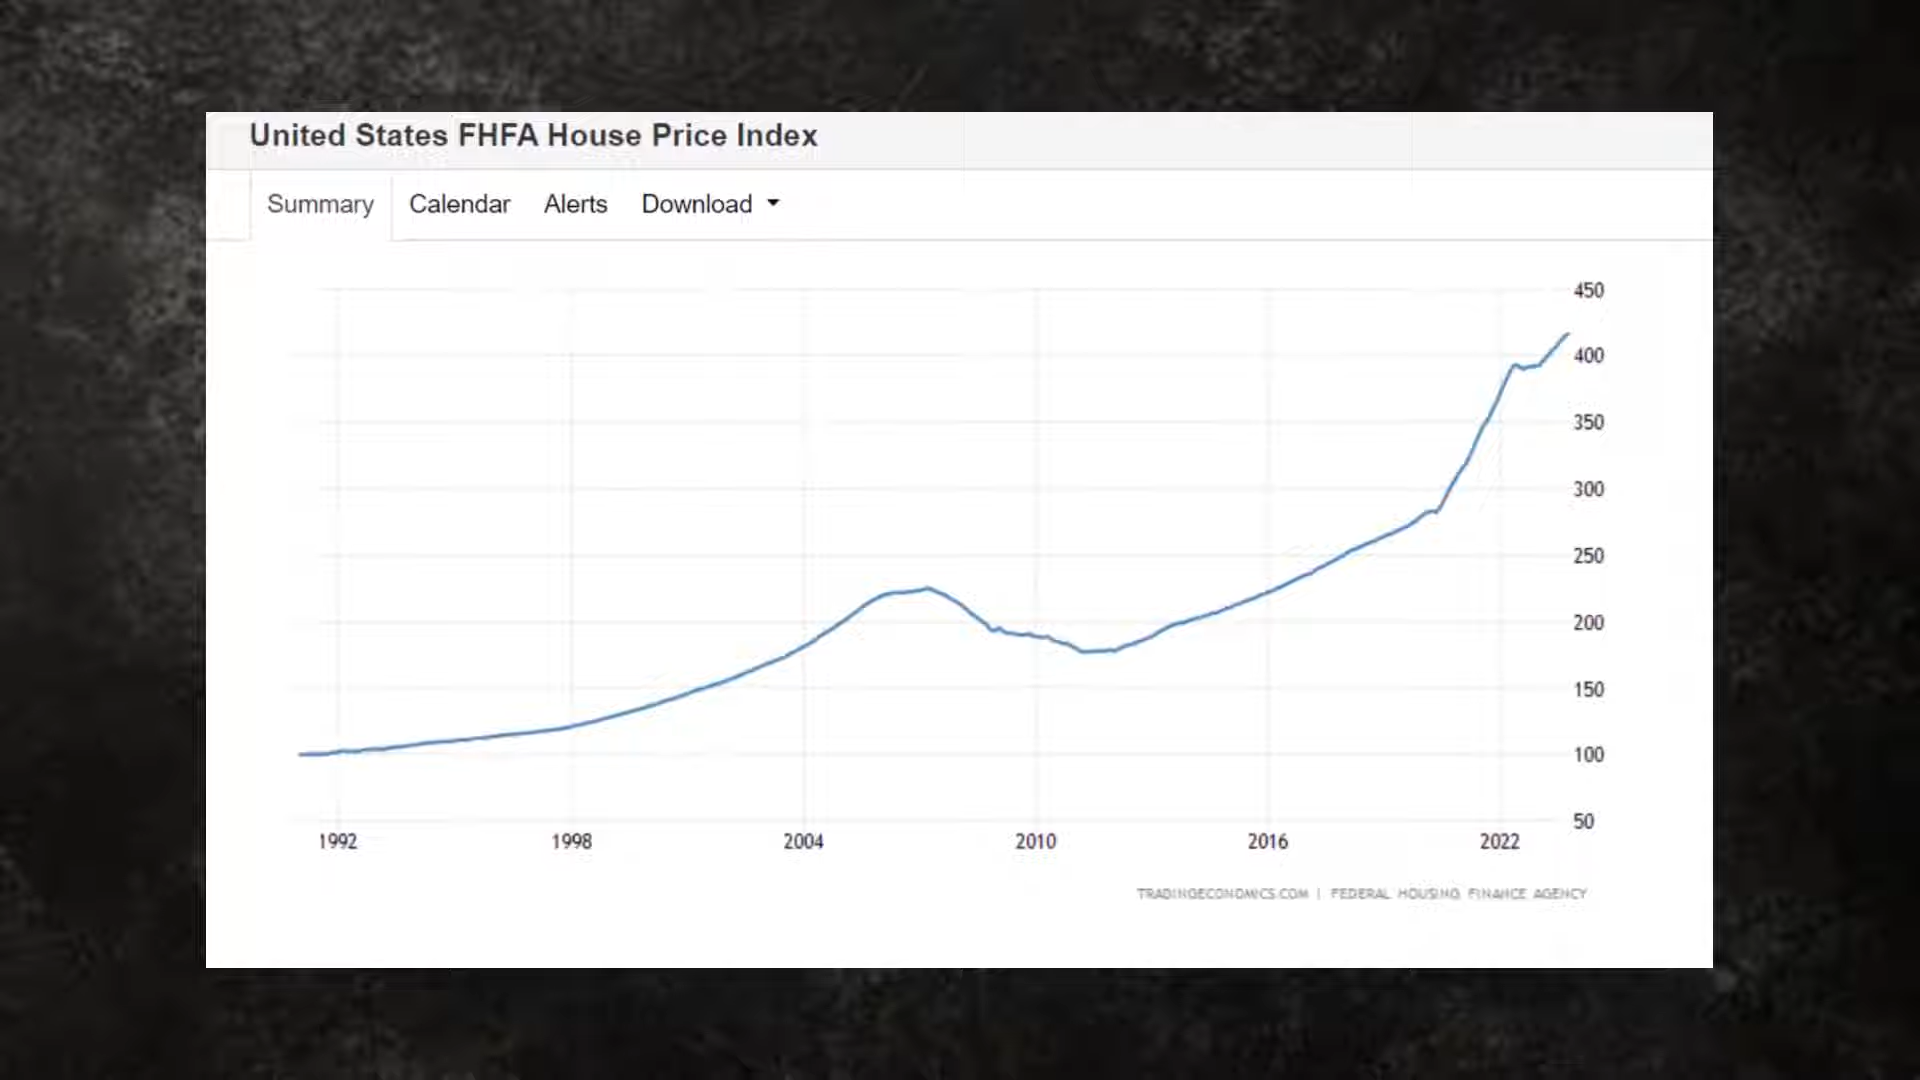 United States FHFA House Price Index
Summary Calendar Alerts Download
450
400
350
300
250
200
150
100
50
1992 1998 2004 2010 2016 2022
TRADINGECONOMICS.COM | FEDERAL HOUSING FINANCE AGENCY